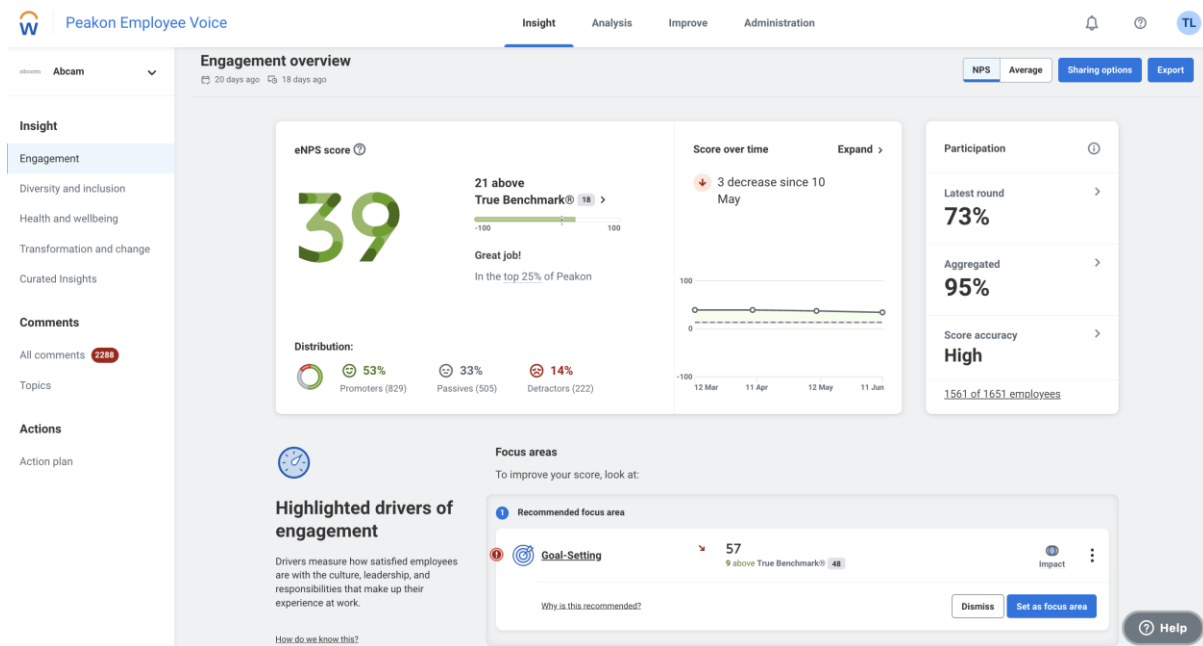 Peakon Employee Voice
Insight Analysis Improve Administration
TL
abcam Abcam
Engagement overview
20 days ago 18 days ago
NPS Average Sharing options Export
Insight
Engagement
Diversity and inclusion
Health and wellbeing
Transformation and change
Curated Insights
Comments
All comments 2288
Topics
Actions
Action plan
eNPS score
39
21 above
True Benchmark® 18
-100 100
Great job!
In the top 25% of Peakon
Distribution:
53% 33% 14%
Promoters (829) Passives (505) Detractors (222)
Score over time Expand
3 decrease since 10
May
100
0
-100
12 Mar 11 Apr 12 May 11 Jun
Participation
Latest round
73%
Aggregated
95%
Score accuracy
High
1561 of 1651 employees
Highlighted drivers of
engagement
Drivers measure how satisfied employees
are with the culture, leadership, and
responsibilities that make up their
experience at work.
How do we know this?
Focus areas
To improve your score, look at:
1 Recommended focus area
Goal-Setting
57
9 above True Benchmark® 48
Impact
Why is this recommended?
Dismiss Set as focus area
Help